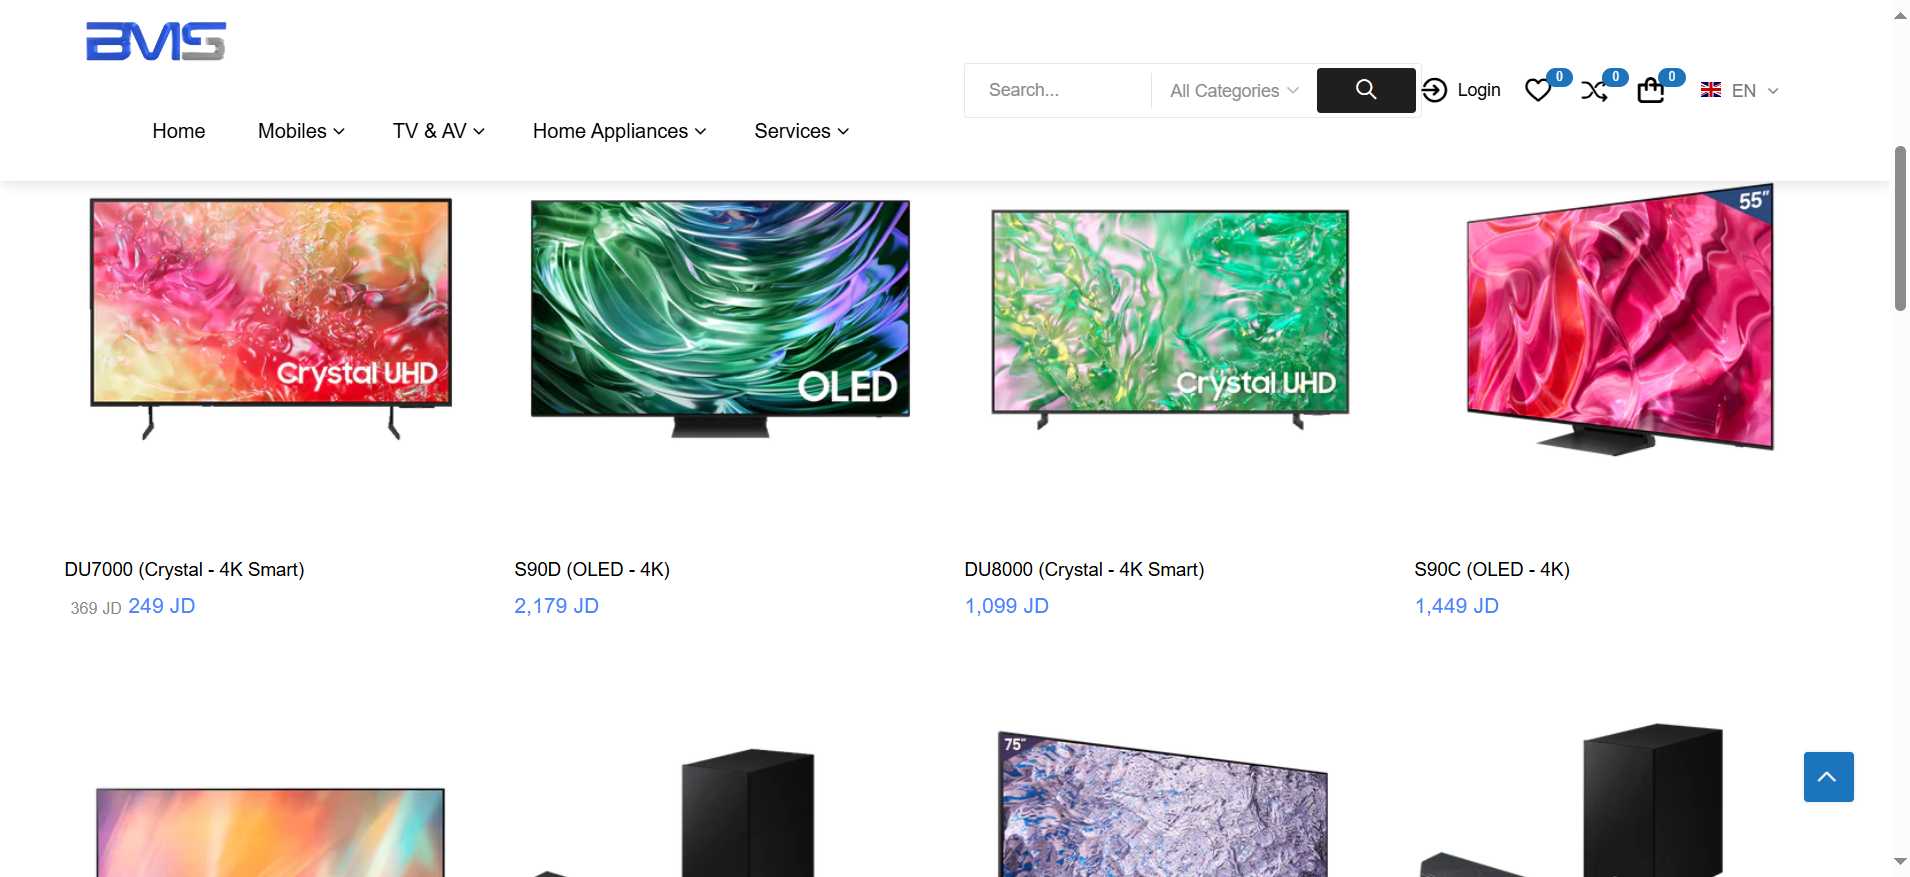 BMS
Search...
All Categories
Login
0
0
0
EN
Home
Mobiles
TV & AV
Home Appliances
Services
Crystal UHD
OLED
Crystal UHD
55"
DU7000 (Crystal - 4K Smart)
369 JD 249 JD
S90D (OLED - 4K)
2,179 JD
DU8000 (Crystal - 4K Smart)
1,099 JD
S90C (OLED - 4K)
1,449 JD
75"